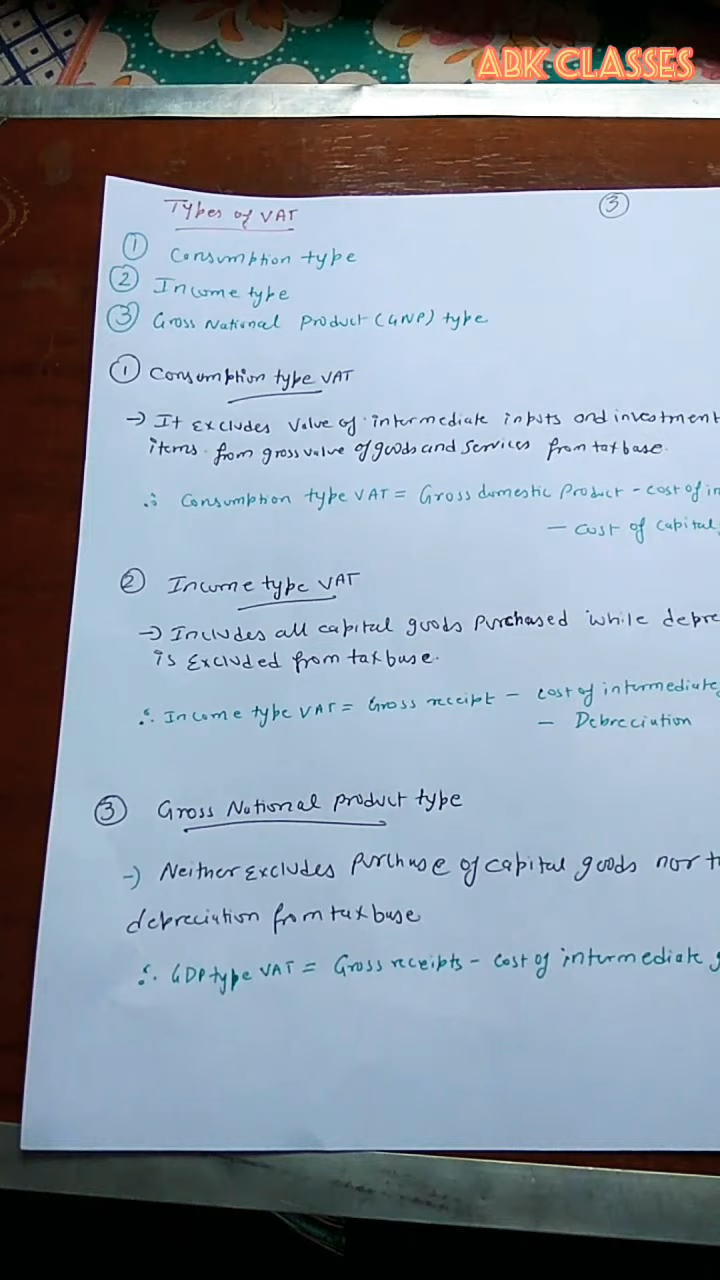 ABK CLASSES
Types of VAT
③
① Consumption type
② Income type
③ Gross National Product (GNP) type
① Consumption type VAT
→ It excludes value of intermediate inputs and investment
items from gross value of goods and services from tax base.
∴ Consumption type VAT = Gross domestic product - cost of in
- cost of capital
② Income type VAT
→ Includes all capital goods purchased while depre
is excluded from tax base.
∴ Income type VAT = Gross receipt - cost of intermediate
- Depreciation
③ Gross National product type
→ Neither excludes purchase of capital goods nor t
depreciation from tax base
∴ GDP type VAT = Gross receipts - cost of intermediate g